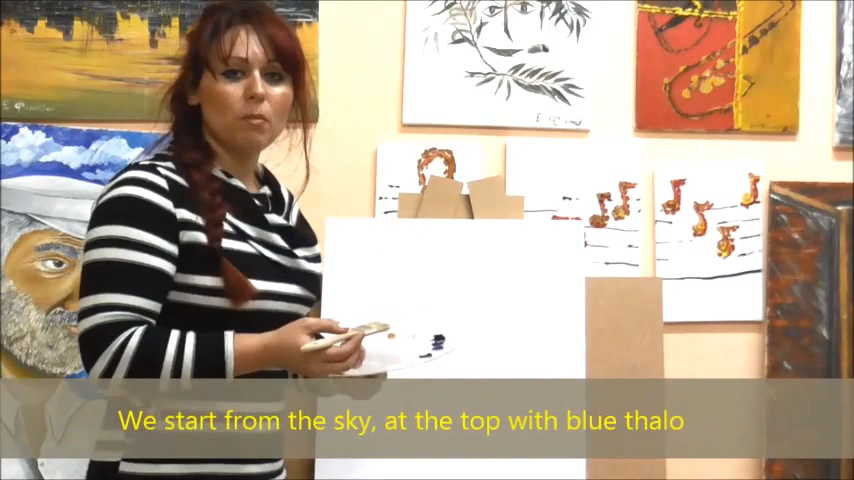 We start from the sky, at the top with blue thalo